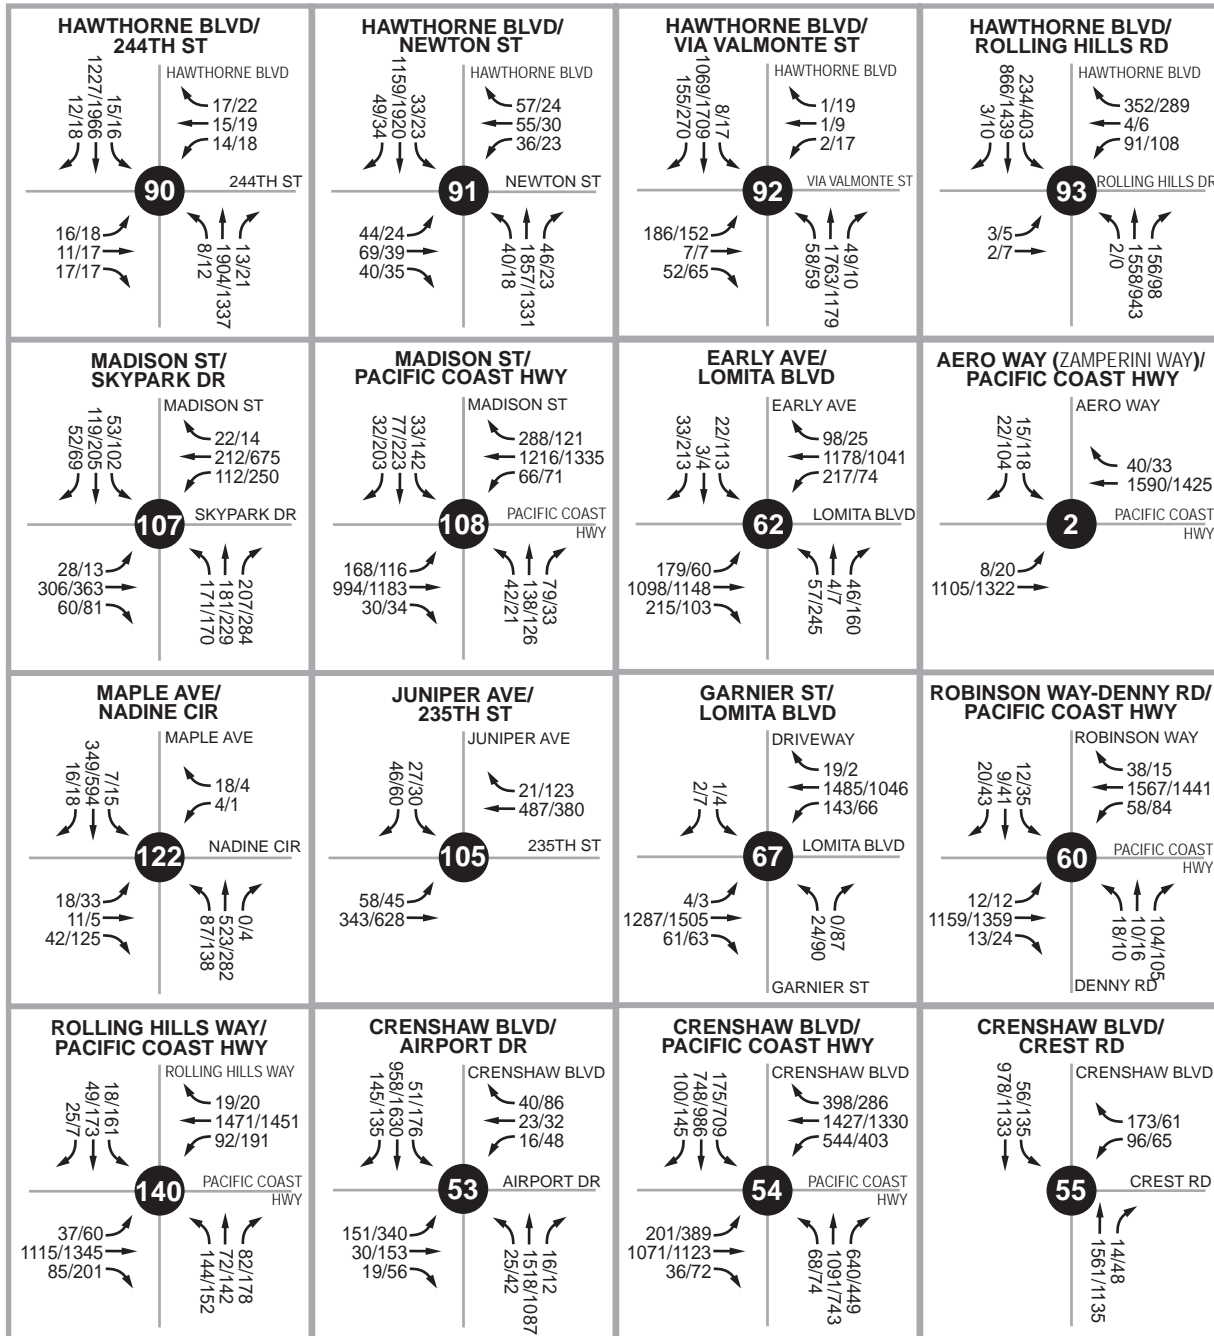 HAWTHORNE BLVD/
244TH ST
HAWTHORNE BLVD
12/18
1227/1966
15/16
17/22
15/19
14/18
90
244TH ST
16/18
11/17
17/17
8/12
1904/1337
13/21
HAWTHORNE BLVD/
NEWTON ST
HAWTHORNE BLVD
49/34
1159/1920
33/23
57/24
55/30
36/23
91
NEWTON ST
44/24
69/39
40/35
40/18
1857/1331
46/23
HAWTHORNE BLVD/
VIA VALMONTE ST
HAWTHORNE BLVD
155/270
1069/1709
8/17
1/19
1/9
2/17
92
VIA VALMONTE ST
186/152
7/7
52/65
58/59
1763/1179
49/10
HAWTHORNE BLVD/
ROLLING HILLS RD
HAWTHORNE BLVD
3/10
866/1439
234/403
352/289
4/6
91/108
93
ROLLING HILLS DR
3/5
2/7
2/0
1558/943
156/98
MADISON ST/
SKYPARK DR
MADISON ST
52/69
119/205
53/102
22/14
212/675
112/250
107
SKYPARK DR
28/13
306/363
60/81
171/170
181/229
207/284
MADISON ST/
PACIFIC COAST HWY
MADISON ST
32/203
77/223
33/142
288/121
1216/1335
66/71
108
PACIFIC COAST
HWY
168/116
994/1183
30/34
42/21
138/126
79/33
EARLY AVE/
LOMITA BLVD
EARLY AVE
33/213
3/4
22/113
98/25
1178/1041
217/74
62
LOMITA BLVD
179/60
1098/1148
215/103
57/245
4/7
46/160
AERO WAY (ZAMPERINI WAY)/
PACIFIC COAST HWY
AERO WAY
22/104
15/118
40/33
1590/1425
2
PACIFIC COAST
HWY
8/20
1105/1322
MAPLE AVE/
NADINE CIR
MAPLE AVE
16/18
349/594
7/15
18/4
4/1
122
NADINE CIR
18/33
11/5
42/125
87/138
523/282
0/4
JUNIPER AVE/
235TH ST
JUNIPER AVE
46/60
27/30
21/123
487/380
105
235TH ST
58/45
343/628
GARNIER ST/
LOMITA BLVD
DRIVEWAY
2/7
1/4
19/2
1485/1046
143/66
67
LOMITA BLVD
4/3
1287/1505
61/63
24/90
0/87
GARNIER ST
ROBINSON WAY-DENNY RD/
PACIFIC COAST HWY
ROBINSON WAY
20/43
9/41
12/35
38/15
1567/1441
58/84
60
PACIFIC COAST
HWY
12/12
1159/1359
13/24
18/10
10/16
104/105
DENNY RD
ROLLING HILLS WAY/
PACIFIC COAST HWY
ROLLING HILLS WAY
25/7
49/173
18/161
19/20
1471/1451
92/191
140
PACIFIC COAST
HWY
37/60
1115/1345
85/201
144/152
72/142
82/178
CRENSHAW BLVD/
AIRPORT DR
CRENSHAW BLVD
145/135
958/1630
51/176
40/86
23/32
16/48
53
AIRPORT DR
151/340
30/153
19/56
25/42
1518/1087
16/12
CRENSHAW BLVD/
PACIFIC COAST HWY
CRENSHAW BLVD
100/145
748/986
175/709
398/286
1427/1330
544/403
54
PACIFIC COAST
HWY
201/389
1071/1123
36/72
68/74
1091/743
640/449
CRENSHAW BLVD/
CREST RD
CRENSHAW BLVD
978/1133
56/135
173/61
96/65
55
CREST RD
1561/1135
14/48